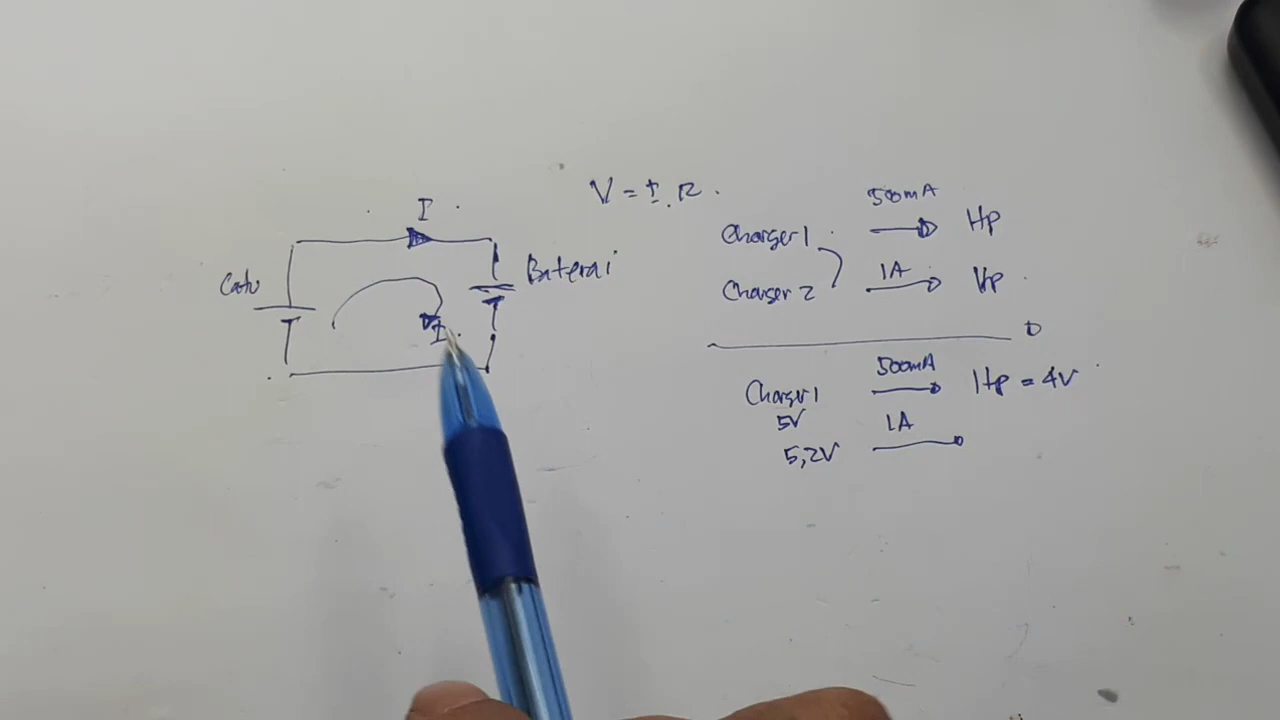 I
Catu
Baterai
I
V = I . R .
Charger 1 500mA Hp
Charger 2 1A Hp
Charger 1 500mA Hp = 4V
5V 1A
5,2V